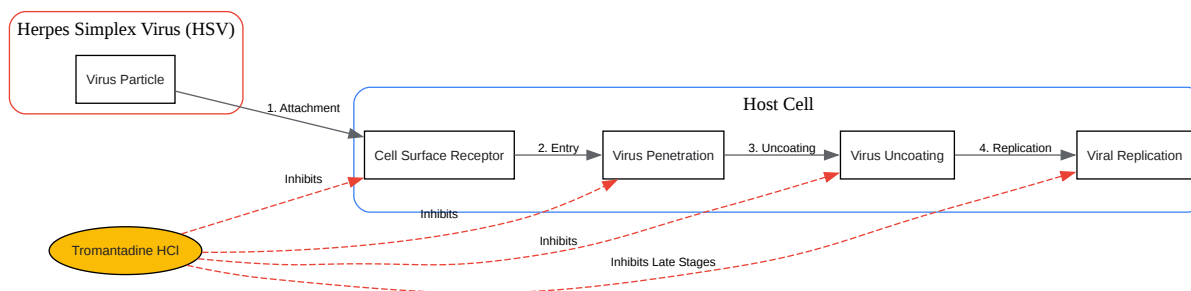 Herpes Simplex Virus (HSV)
Virus Particle
1. Attachment
Host Cell
Cell Surface Receptor
2. Entry
Virus Penetration
3. Uncoating
Virus Uncoating
4. Replication
Viral Replication
Inhibits
Inhibits
Inhibits
Inhibits Late Stages
Tromantadine HCl